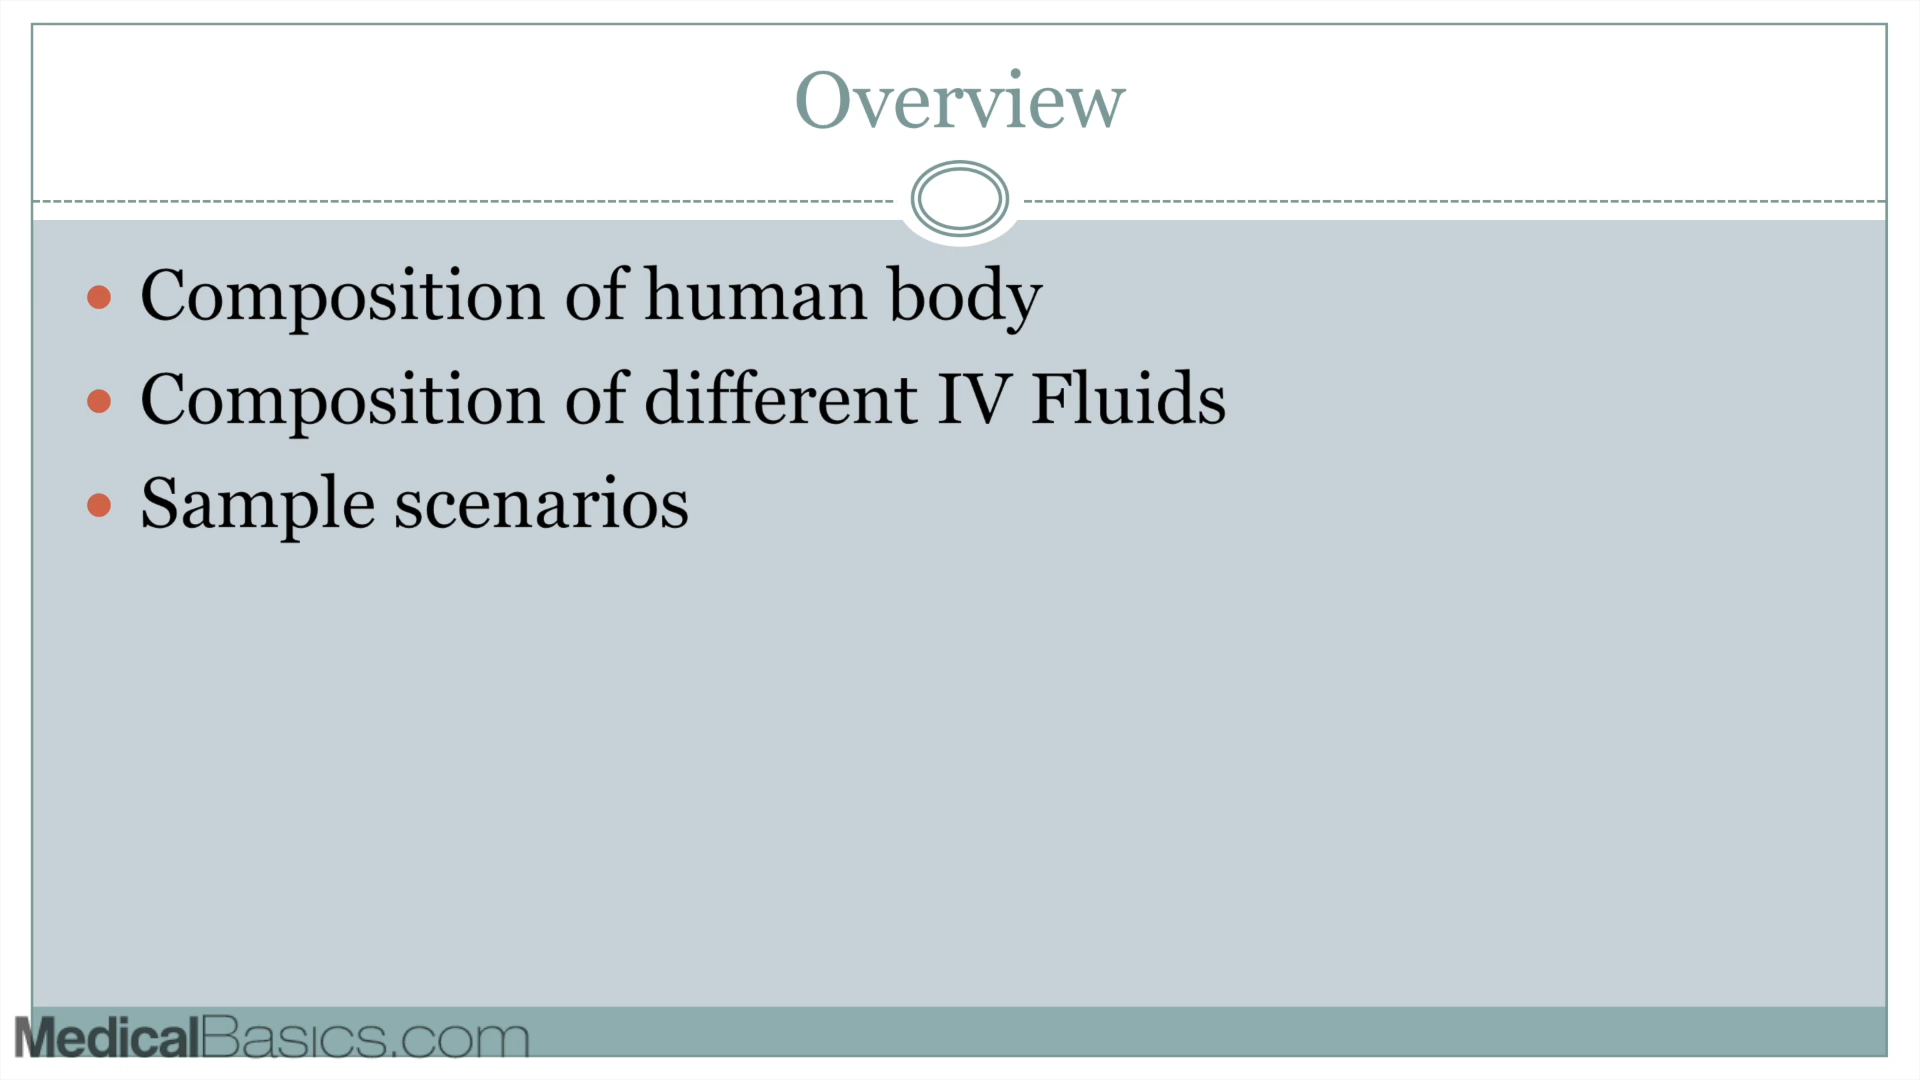 Overview
Composition of human body
Composition of different IV Fluids
Sample scenarios
MedicalBasics.com